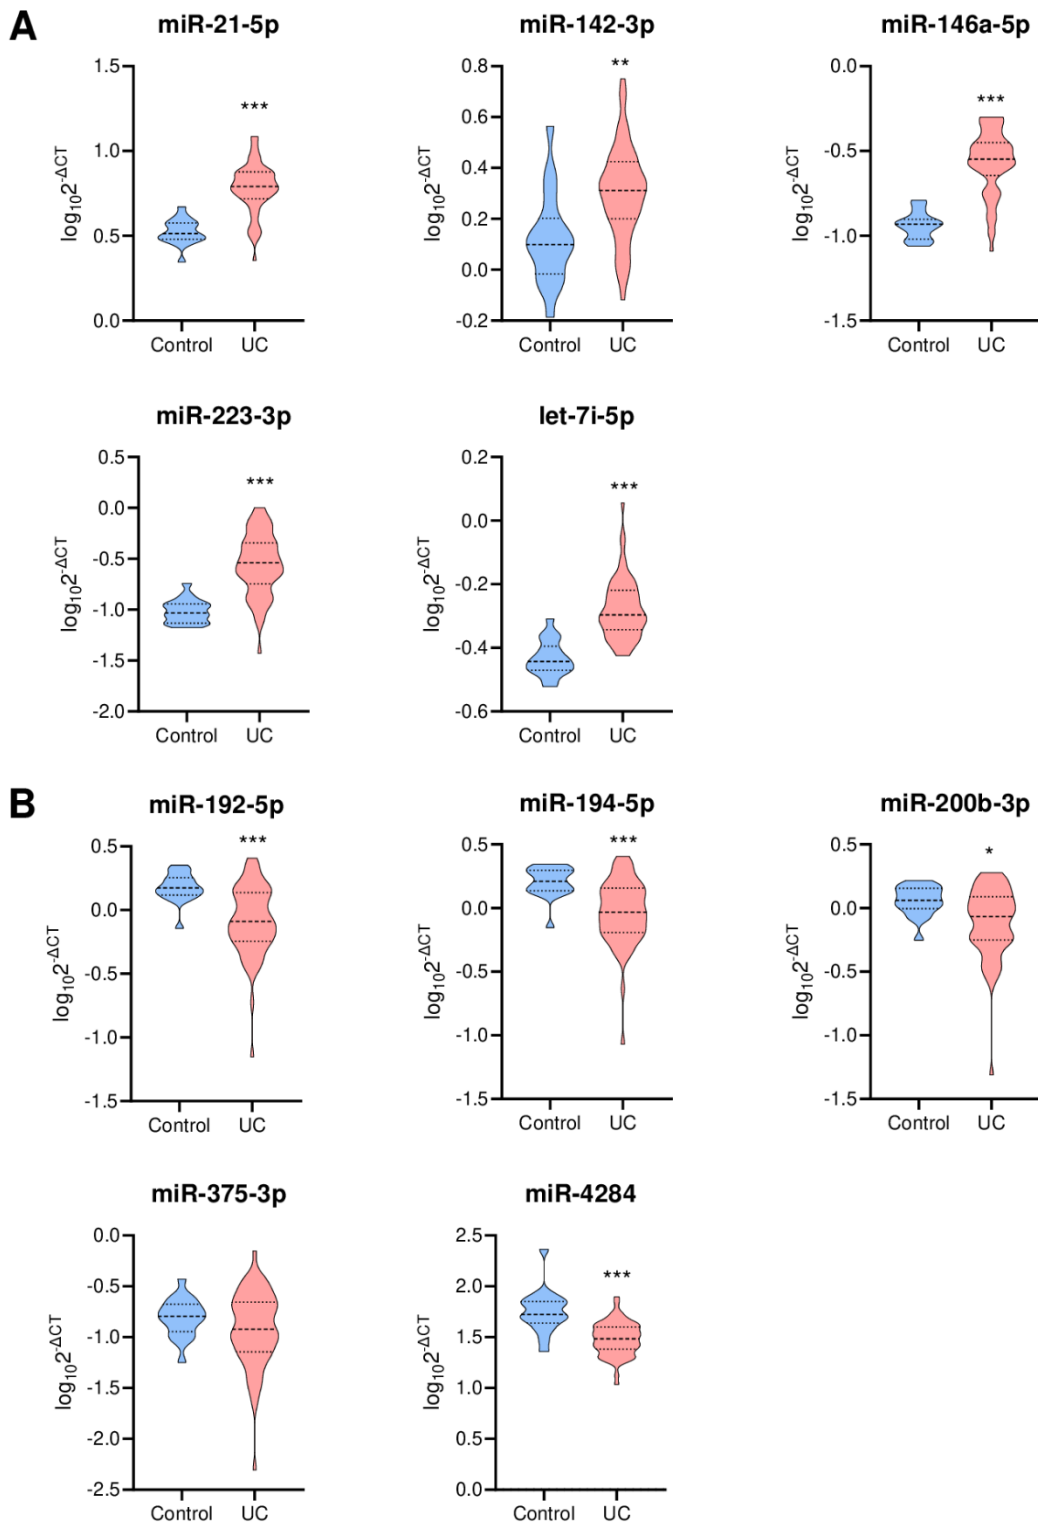 A
miR-21-5p
miR-142-3p
miR-146a-5p
1.5
1.0
0.5
0.0
log₁₀2^-ΔCT
***
Control
UC
0.8
0.6
0.4
0.2
0.0
-0.2
log₁₀2^-ΔCT
**
Control
UC
0.0
-0.5
-1.0
-1.5
log₁₀2^-ΔCT
***
Control
UC
miR-223-3p
let-7i-5p
0.5
0.0
-0.5
-1.0
-1.5
-2.0
log₁₀2^-ΔCT
***
Control
UC
0.2
0.0
-0.2
-0.4
-0.6
log₁₀2^-ΔCT
***
Control
UC
B
miR-192-5p
miR-194-5p
miR-200b-3p
0.5
0.0
-0.5
-1.0
-1.5
log₁₀2^-ΔCT
***
Control
UC
0.5
0.0
-0.5
-1.0
-1.5
log₁₀2^-ΔCT
***
Control
UC
0.5
0.0
-0.5
-1.0
-1.5
log₁₀2^-ΔCT
*
Control
UC
miR-375-3p
miR-4284
0.0
-0.5
-1.0
-1.5
-2.0
-2.5
log₁₀2^-ΔCT
Control
UC
2.5
2.0
1.5
1.0
0.5
0.0
log₁₀2^-ΔCT
***
Control
UC